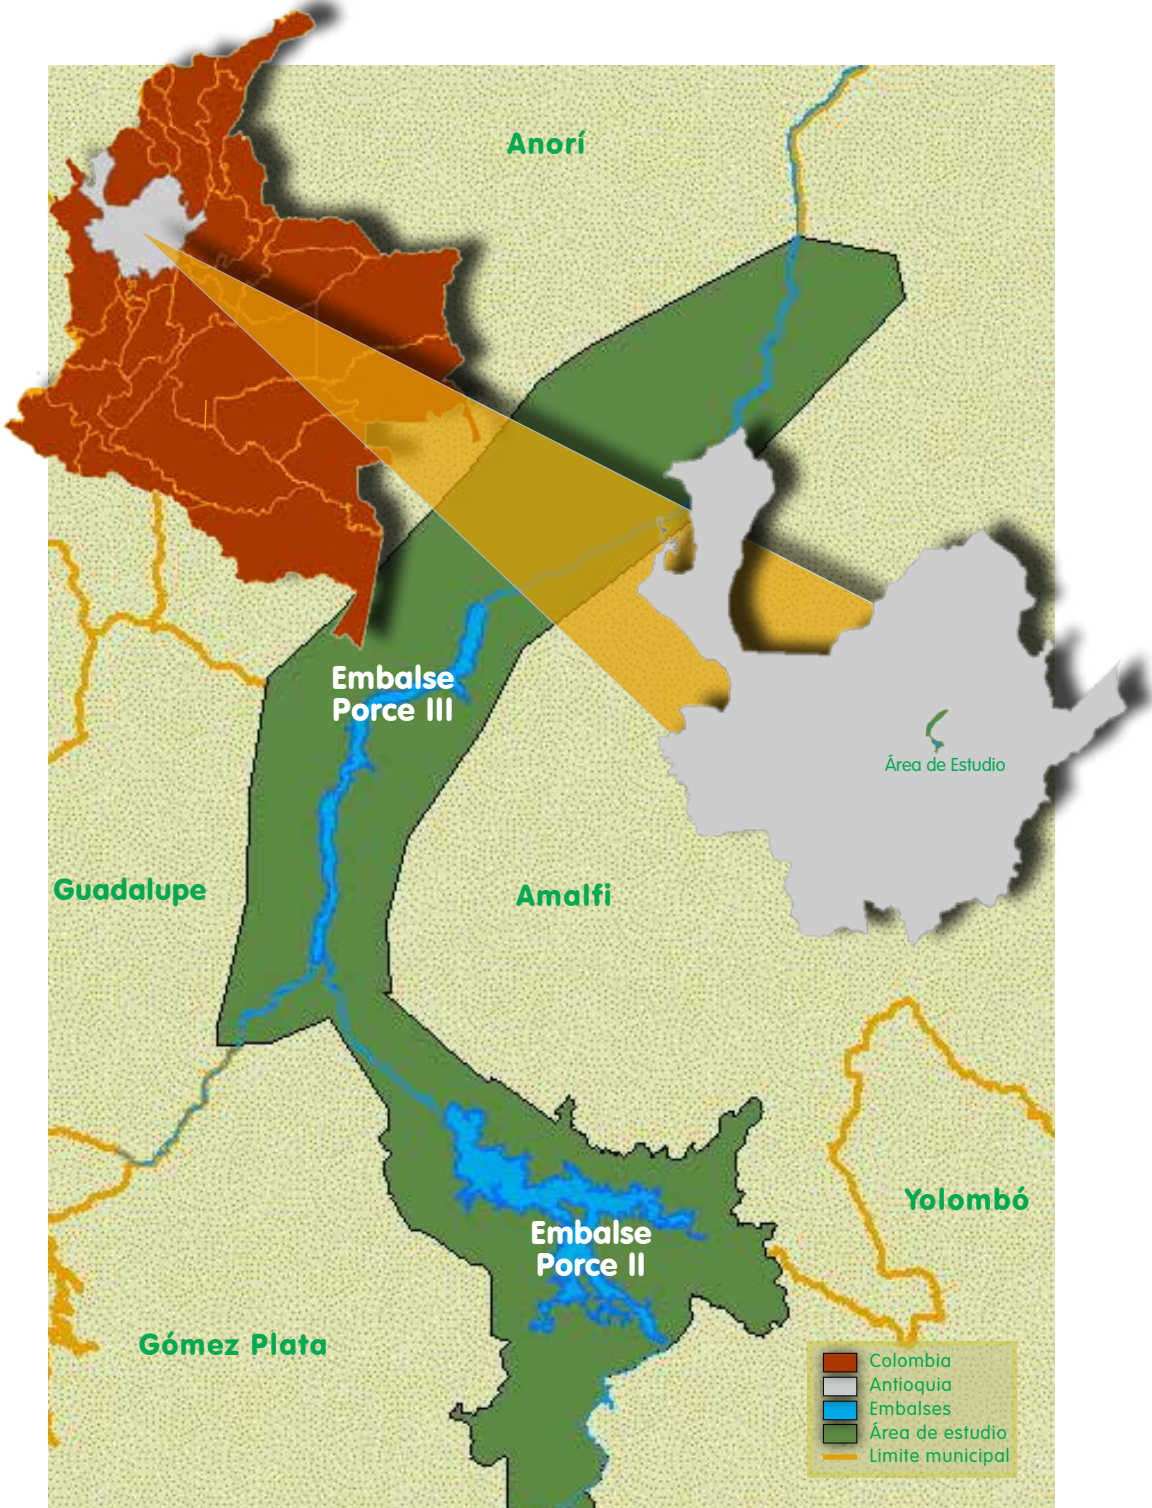 Anorí
Embalse
Porce III
Área de Estudio
Guadalupe
Amalfi
Yolombó
Embalse
Porce II
Gómez Plata
Colombia
Antioquia
Embalses
Área de estudio
Limite municipal